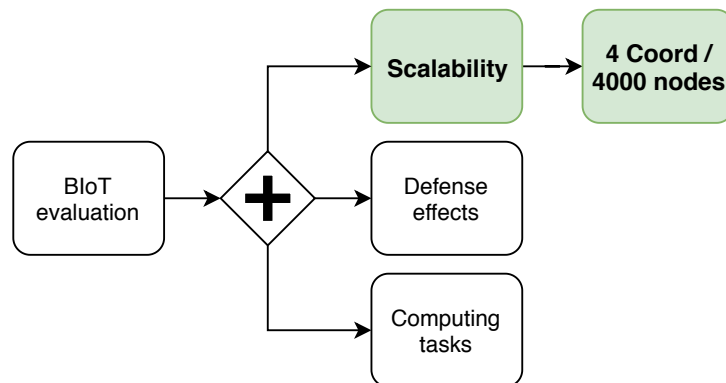 Scalability
4 Coord /
4000 nodes
BIoT
evaluation
Defense
effects
Computing
tasks